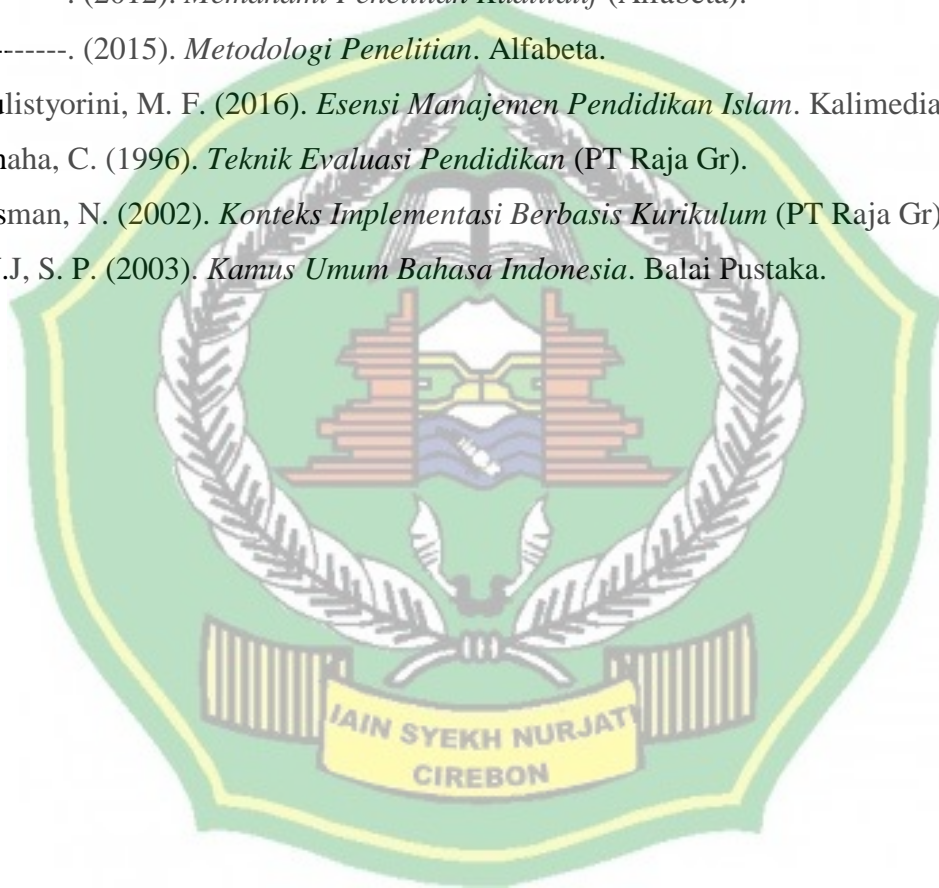 . (2012). Memahami Penelitian Kualitatif (Alfabeta).
-------. (2015). Metodologi Penelitian. Alfabeta.
ulistyorini, M. F. (2016). Esensi Manajemen Pendidikan Islam. Kalimedia
naha, C. (1996). Teknik Evaluasi Pendidikan (PT Raja Gr).
sman, N. (2002). Konteks Implementasi Berbasis Kurikulum (PT Raja Gr)
.J, S. P. (2003). Kamus Umum Bahasa Indonesia. Balai Pustaka.
IAIN SYEKH NURJATI
CIREBON